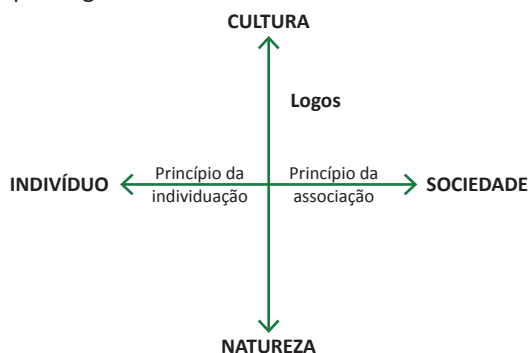 CULTURA
Logos
INDIVÍDUO
Princípio da
individuação
Princípio da
associação
SOCIEDADE
NATUREZA